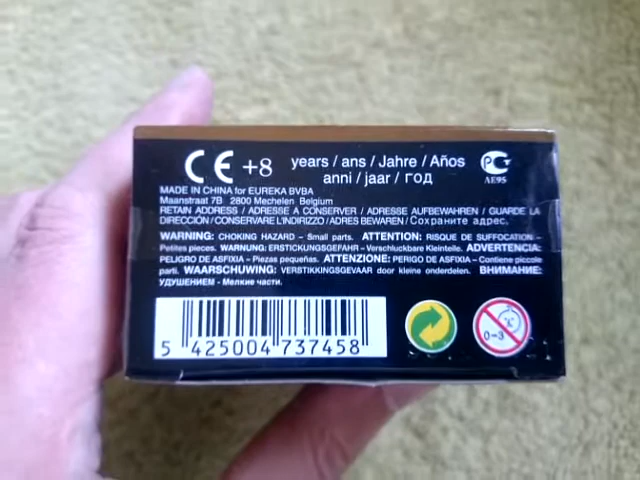 CE +8 years / ans / Jahre / Años
anni / jaar / год
AE95
MADE IN CHINA for EUREKA BVBA
Maanstraat 7B 2800 Mechelen Belgium
RETAIN ADDRESS / ADRESSE A CONSERVER / ADRESSE AUFBEWAHREN / GUARDE LA
DIRECCIÓN / CONSERVARE L'INDIRIZZO / ADRES BEWAREN / Сохраните адрес.
WARNING: CHOKING HAZARD – Small parts. ATTENTION: RISQUE DE SUFFOCATION –
Petites pieces. WARNUNG: ERSTICKUNGSGEFAHR – Verschluckbare Kleinteile. ADVERTENCIA:
PELIGRO DE ASFIXIA – Piezas pequeñas. ATTENZIONE: PERIGO DE ASFIXIA – Contiene piccole
parti. WAARSCHUWING: VERSTIKKINGSGEVAAR door kleine onderdelen. ВНИМАНИЕ:
УДУШЕНИЕМ - Мелкие части.
5 425004 737458
0-3